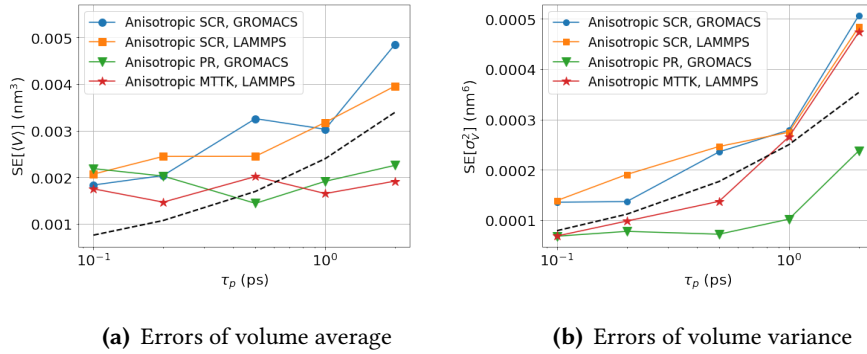 Anisotropic SCR, GROMACS
Anisotropic SCR, LAMMPS
Anisotropic PR, GROMACS
Anisotropic MTTK, LAMMPS
SE[⟨V⟩] (nm³)
0.005
0.004
0.003
0.002
0.001
10⁻¹
10⁰
τₚ (ps)
(a) Errors of volume average
Anisotropic SCR, GROMACS
Anisotropic SCR, LAMMPS
Anisotropic PR, GROMACS
Anisotropic MTTK, LAMMPS
SE[σ²_V] (nm⁶)
0.0005
0.0004
0.0003
0.0002
0.0001
10⁻¹
10⁰
τₚ (ps)
(b) Errors of volume variance